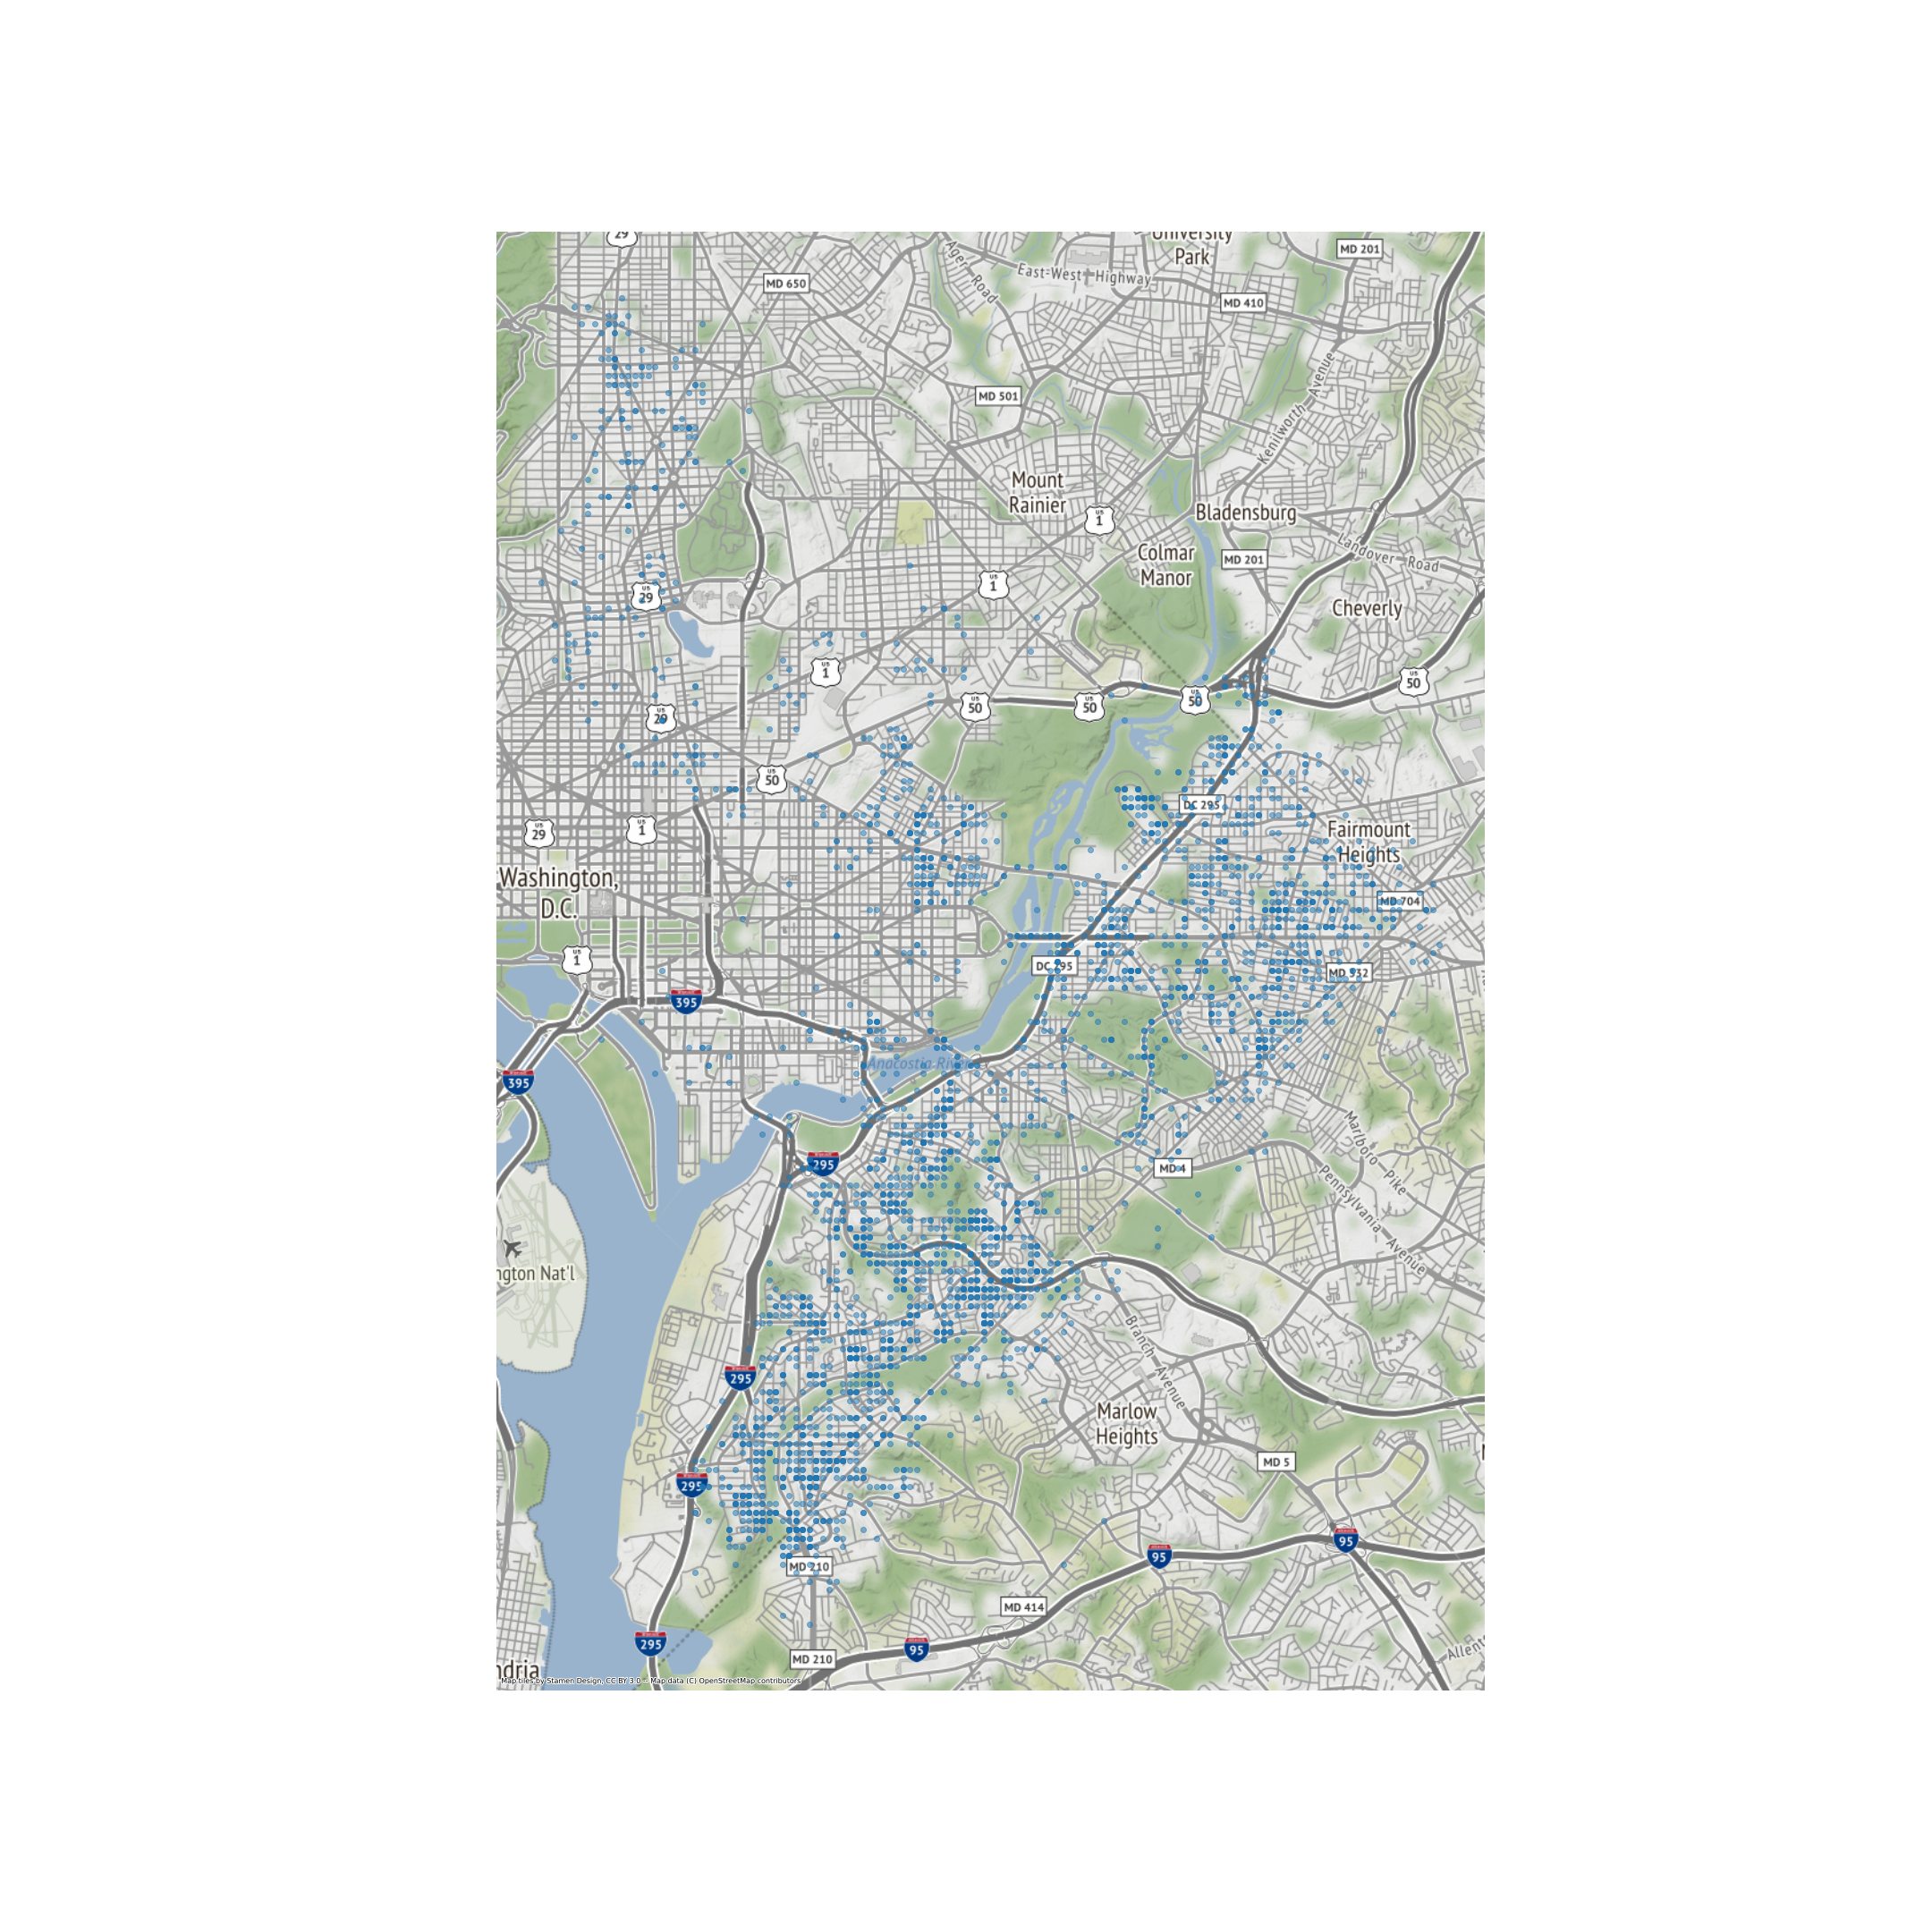 29
University
Park
MD 201
MD 650
Ager Road
East-West Highway
MD 410
MD 501
Kenilworth Avenue
Mount
Rainier
US
1
Bladensburg
Colmar
Manor
MD 201
Landover Road
US
29
US
1
Cheverly
US
1
US
50
US
50
US
50
US
50
US
29
US
50
DC 295
US
29
US
1
Fairmount
Heights
Washington,
D.C.
MD 704
US
1
DC 295
MD 332
395
395
Anacostia River
295
MD 4
Marlboro Pike
Pennsylvania Avenue
ngton Nat'l
Branch Avenue
295
Marlow
Heights
MD 5
295
95
95
MD 210
MD 414
295
95
MD 210
Allent
ndria
Map tiles by Stamen Design, CC BY 3.0 -- Map data (C) OpenStreetMap contributors